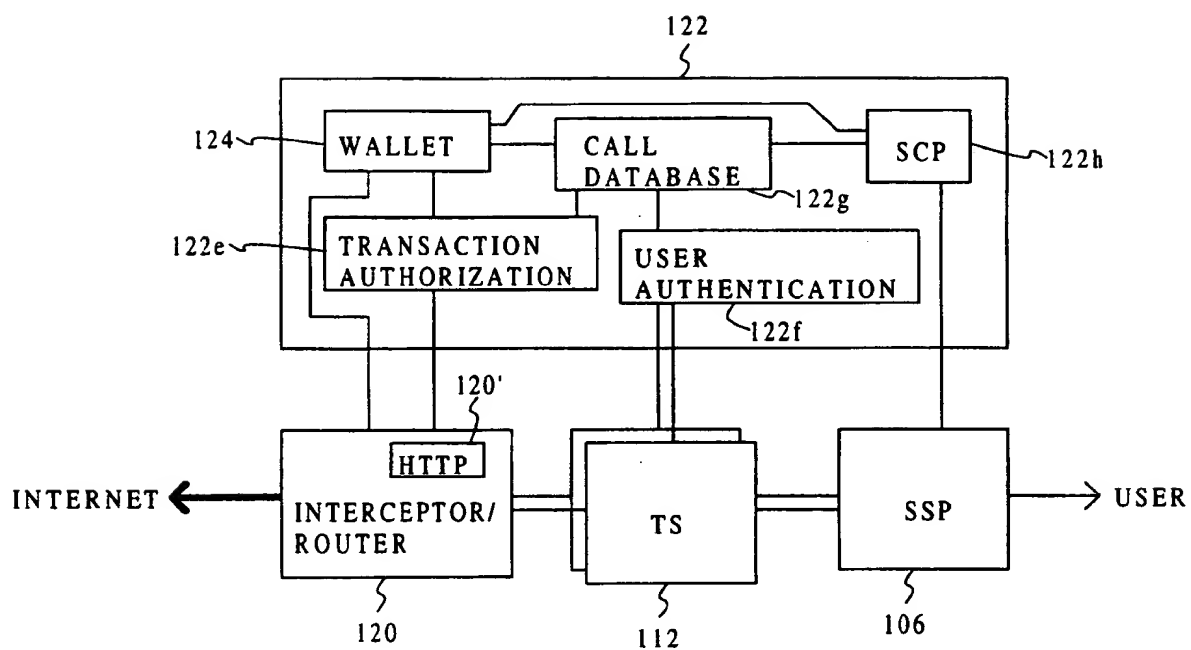 122
124
WALLET
CALL
DATABASE
SCP
122h
122g
122e
TRANSACTION
AUTHORIZATION
USER
AUTHENTICATION
122f
120'
HTTP
INTERNET
INTERCEPTOR/
ROUTER
TS
SSP
USER
120
112
106